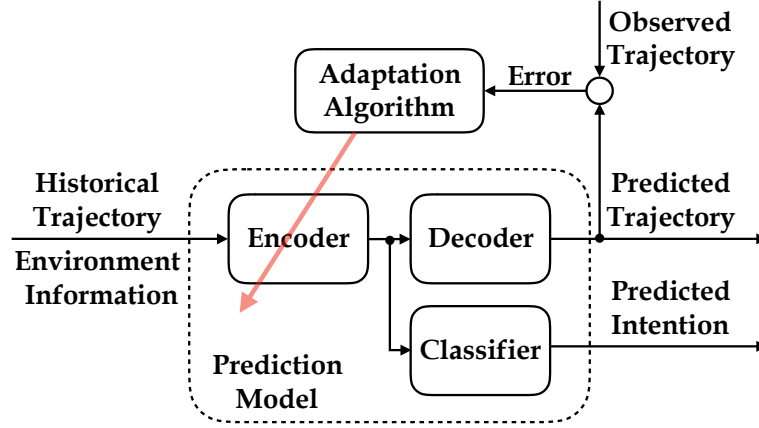 Observed
Trajectory
Adaptation
Algorithm
Error
Historical
Trajectory
Environment
Information
Encoder
Decoder
Predicted
Trajectory
Classifier
Predicted
Intention
Prediction
Model